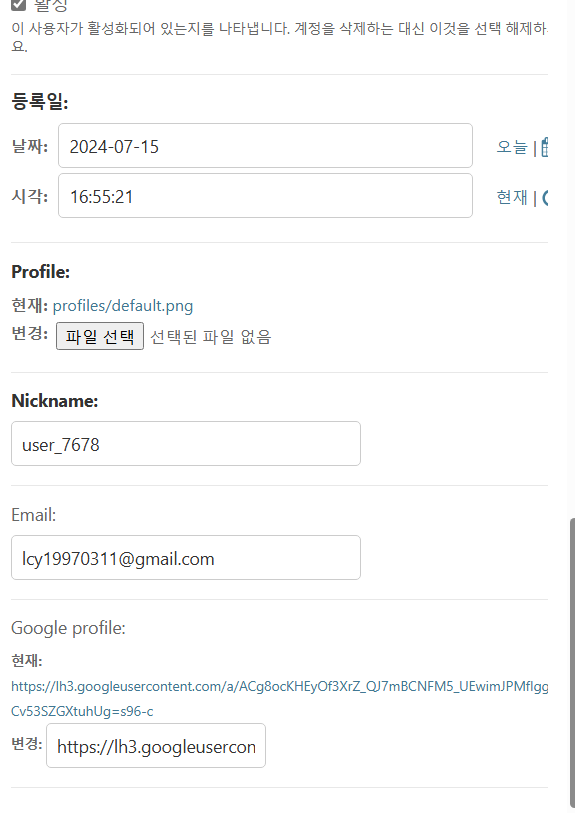 활성
이 사용자가 활성화되어 있는지를 나타냅니다. 계정을 삭제하는 대신 이것을 선택 해제하
요.
등록일:
날짜: 2024-07-15 오늘 |
시각: 16:55:21 현재 |
Profile:
현재: profiles/default.png
변경: 파일 선택 선택된 파일 없음
Nickname:
user_7678
Email:
lcy19970311@gmail.com
Google profile:
현재:
https://lh3.googleusercontent.com/a/ACg8ocKHEyOf3XrZ_QJ7mBCNFM5_UEwimJPMfIgg
Cv53SZGXtuhUg=s96-c
변경: https://lh3.googleusercon